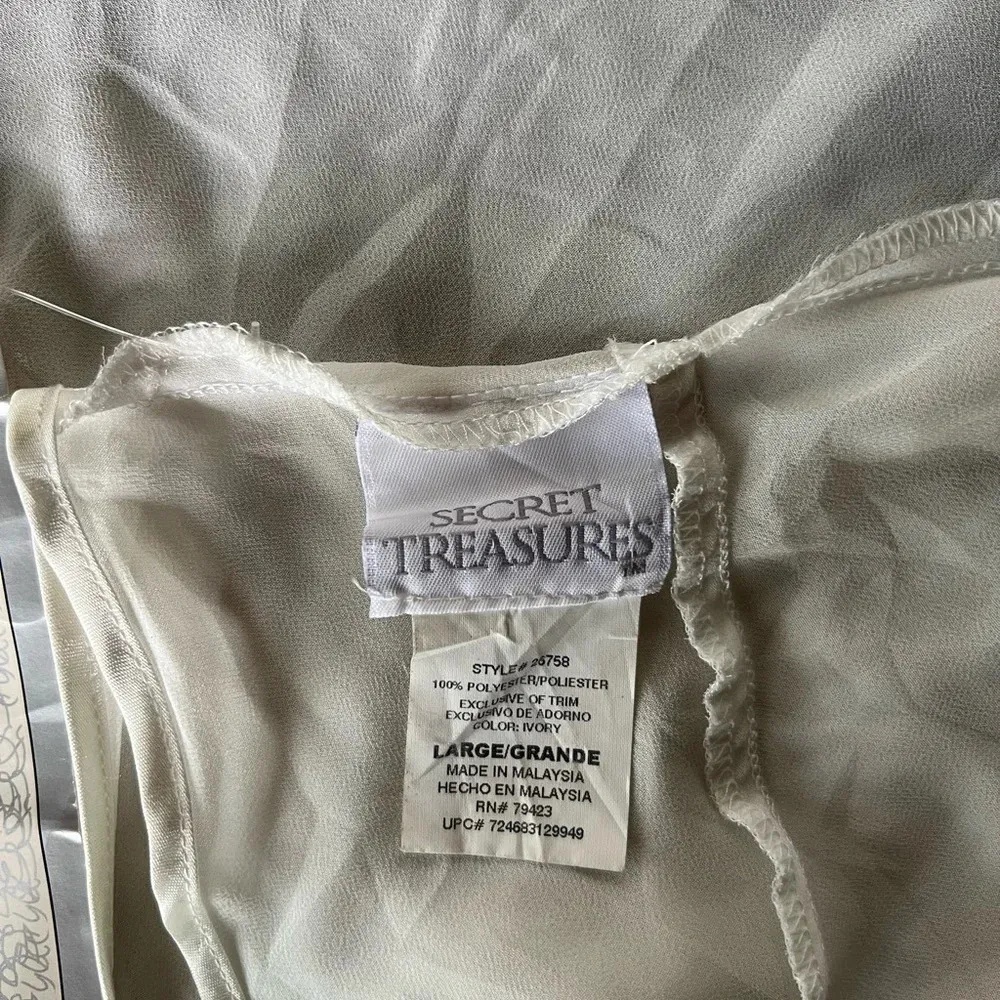 SECRET
TREASURES
TM
STYLE# 26758
100% POLYESTER/POLIESTER
EXCLUSIVE OF TRIM
EXCLUSIVO DE ADORNO
COLOR: IVORY
LARGE/GRANDE
MADE IN MALAYSIA
HECHO EN MALAYSIA
RN# 79423
UPC# 724683129949